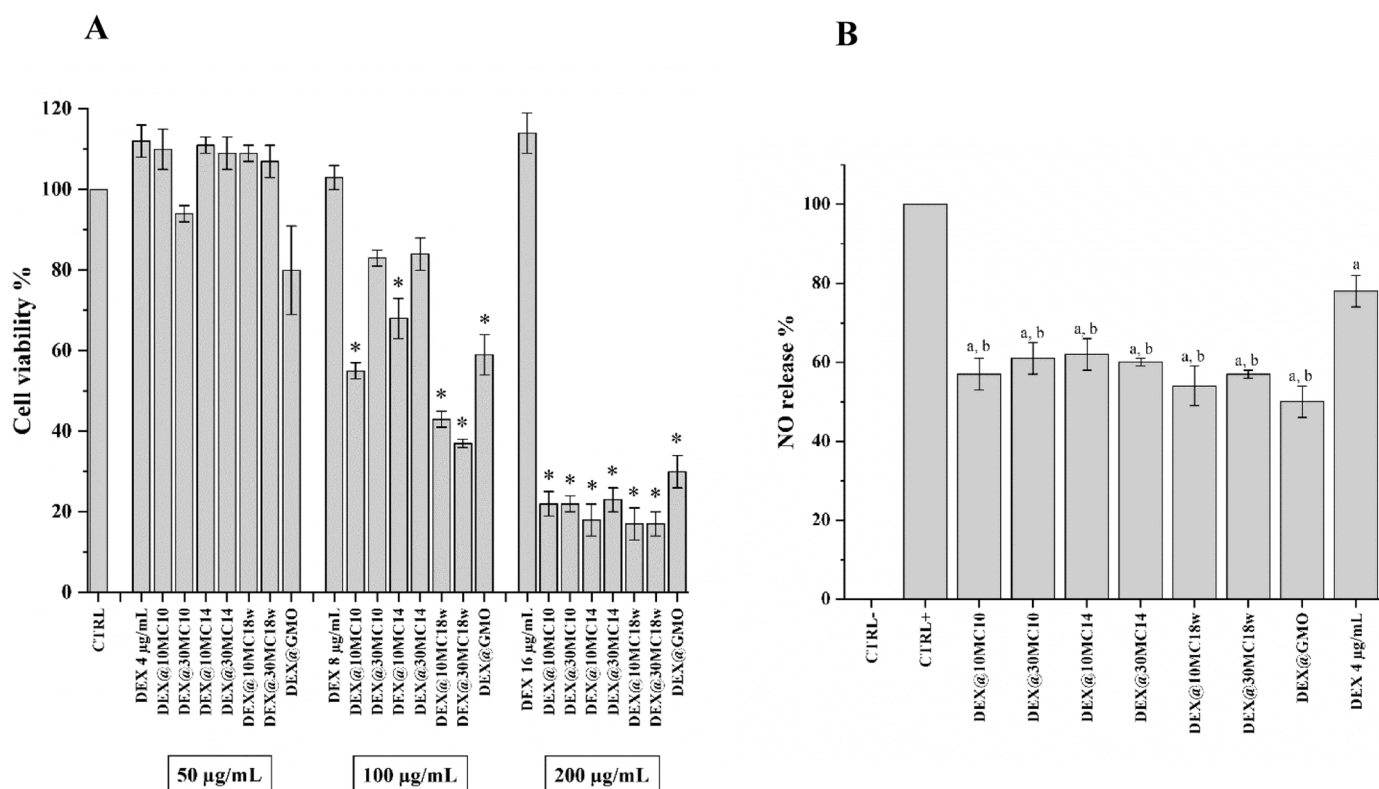 A
Cell viability %
120
100
80
60
40
20
0
*
*
*
*
*
*
*
*
*
*
*
*
CTRL
DEX 4 µg/mL
DEX@10MC10
DEX@30MC10
DEX@10MC14
DEX@30MC14
DEX@10MC18w
DEX@30MC18w
DEX@GMO
DEX 8 µg/mL
DEX@10MC10
DEX@30MC10
DEX@10MC14
DEX@30MC14
DEX@10MC18w
DEX@30MC18w
DEX@GMO
DEX 16 µg/mL
DEX@10MC10
DEX@30MC10
DEX@10MC14
DEX@30MC14
DEX@10MC18w
DEX@30MC18w
DEX@GMO
50 µg/mL
100 µg/mL
200 µg/mL
B
NO release %
100
80
60
40
20
0
a, b
a, b
a, b
a, b
a, b
a, b
a, b
a
CTRL-
CTRL+
DEX@10MC10
DEX@30MC10
DEX@10MC14
DEX@30MC14
DEX@10MC18w
DEX@30MC18w
DEX@GMO
DEX 4 µg/mL